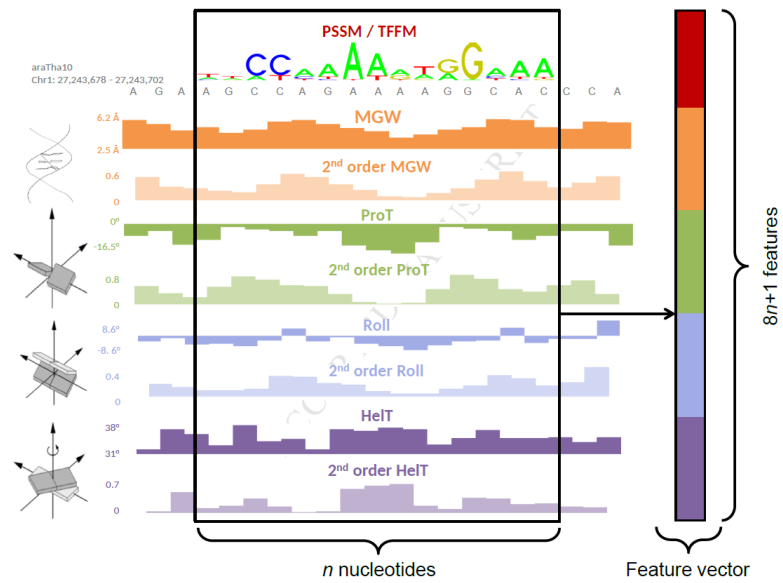 PSSM / TFFM
CCAAAAATGGAAA
araTha10
Chr1: 27,243,678 - 27,243,702
A G A A G C C A G A A A A G G C A C C C A
MGW
6.2 Å
2.5 Å
2nd order MGW
0.6
0
ProT
0º
-16.5º
2nd order ProT
0.8
0
Roll
8.6º
-8.6º
2nd order Roll
0.4
0
HelT
38º
31º
2nd order HelT
0.7
0
n nucleotides
Feature vector
8n+1 features